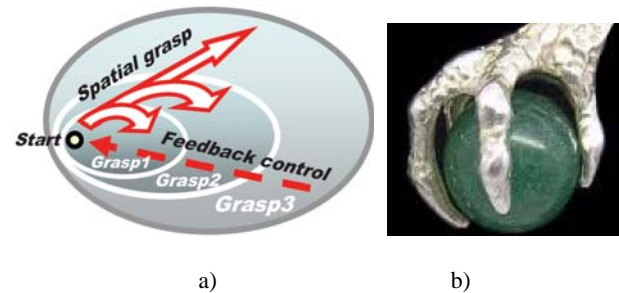 Spatial grasp
Start
Feedback control
Grasp1
Grasp2
Grasp3
a) b)